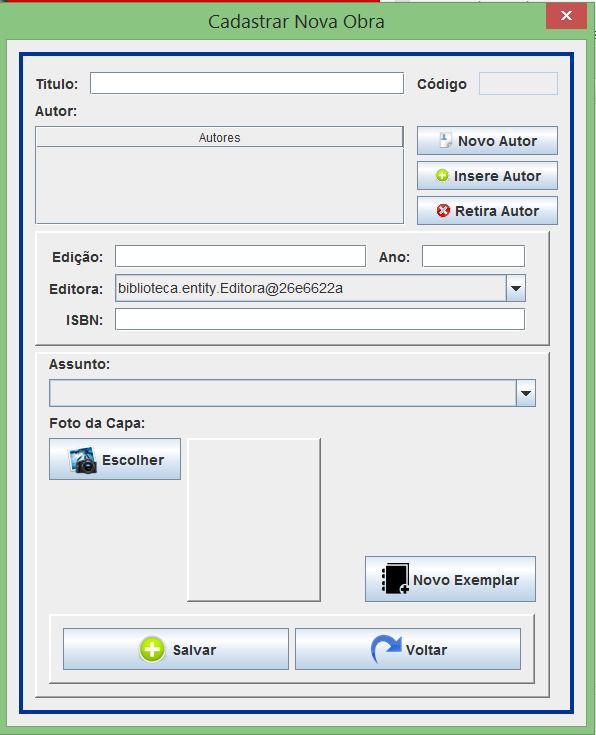 Cadastrar Nova Obra
Titulo: Código
Autor:
Autores
Novo Autor
Insere Autor
Retira Autor
Edição: Ano:
Editora: biblioteca.entity.Editora@26e6622a
ISBN:
Assunto:
Foto da Capa:
Escolher
Novo Exemplar
Salvar Voltar